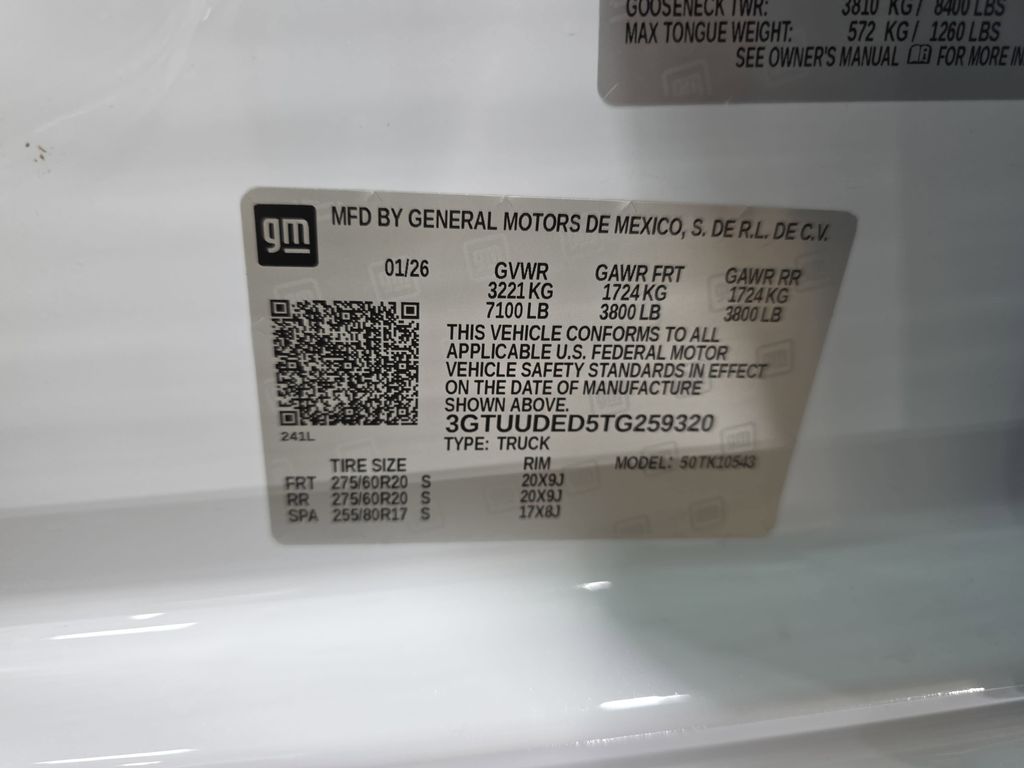 GOOSENECK TWR: 3810 KG / 8400 LBS
MAX TONGUE WEIGHT: 572 KG / 1260 LBS
SEE OWNER'S MANUAL FOR MORE IN
gm
MFD BY GENERAL MOTORS DE MEXICO, S. DE R.L. DE C.V.
01/26 GVWR GAWR FRT GAWR RR
3221 KG 1724 KG 1724 KG
7100 LB 3800 LB 3800 LB
THIS VEHICLE CONFORMS TO ALL
APPLICABLE U.S. FEDERAL MOTOR
VEHICLE SAFETY STANDARDS IN EFFECT
ON THE DATE OF MANUFACTURE
SHOWN ABOVE.
3GTUUDED5TG259320
241L
TYPE: TRUCK
TIRE SIZE RIM MODEL: 50TK10543
FRT 275/60R20 S 20X9J
RR 275/60R20 S 20X9J
SPA 255/80R17 S 17X8J